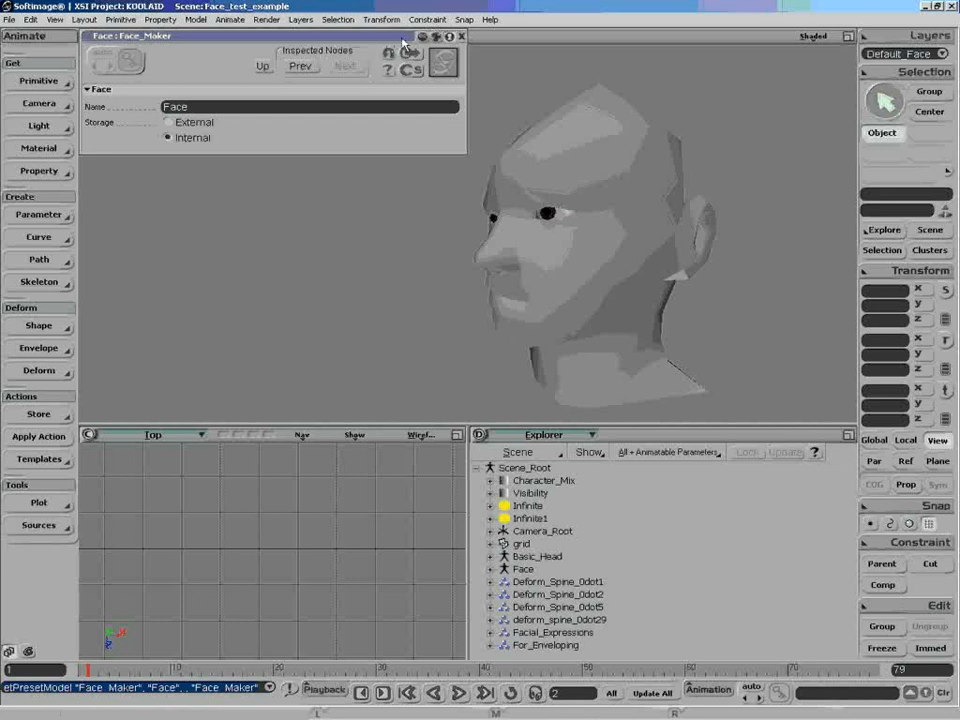 Softimage® | XSI Project: KOOLAID Scene: Face_test_example
File Edit View Layout Primitive Property Model Animate Render Layers Selection Transform Constraint Snap Help
Animate
Get
Primitive
Camera
Light
Material
Property
Create
Parameter
Curve
Path
Skeleton
Deform
Shape
Envelope
Deform
Actions
Store
Apply Action
Templates
Tools
Plot
Sources
Face : Face_Maker
auto
Inspected Nodes
Up Prev Next
? Cs
Face
Name Face
Storage External
Internal
Shaded
C Top Nav Show Wiref...
D Explorer
Scene Show All + Animatable Parameters Lock Update ?
Scene_Root
Character_Mix
Visibility
Infinite
Infinite1
Camera_Root
grid
Basic_Head
Face
Deform_Spine_0dot1
Deform_Spine_0dot2
Deform_Spine_0dot5
deform_spine_0dot29
Facial_Expressions
For_Enveloping
Layers
Default_Face
Selection
Group
Center
Object
Explore Scene
Selection Clusters
Transform
x s
y
z
x r
y
z
x t
y
z
Global Local View
Par Ref Plane
COG Prop Sym
Snap
Constraint
Parent Cut
Comp
Edit
Group Ungroup
Freeze Immed
1 10 20 30 40 50 60 70 79
etPresetModel "Face_Maker", "Face", , "Face_Maker" Playback 2 All Update All Animation auto Clr
L M R